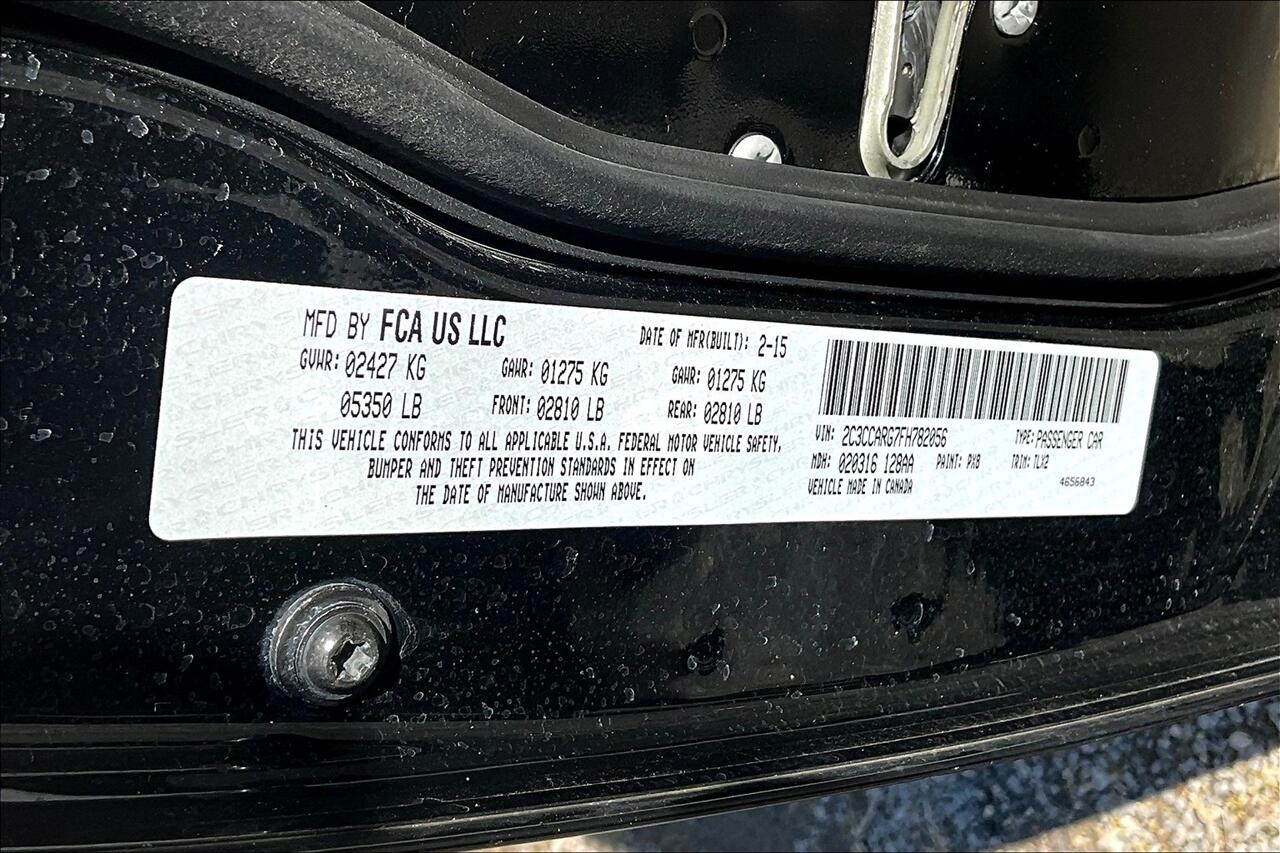 MFD BY FCA US LLC
DATE OF MFR(BUILT): 2-15
GVWR: 02427 KG GAWR: 01275 KG GAWR: 01275 KG
05350 LB FRONT: 02810 LB REAR: 02810 LB
THIS VEHICLE CONFORMS TO ALL APPLICABLE U.S.A. FEDERAL MOTOR VEHICLE SAFETY,
BUMPER AND THEFT PREVENTION STANDARDS IN EFFECT ON
THE DATE OF MANUFACTURE SHOWN ABOVE.
VIN: 2C3CCARG7FH782056 TYPE: PASSENGER CAR
MDH: 020316 128AA PAINT: PX8 TRIM: TLX2
VEHICLE MADE IN CANADA 4656843